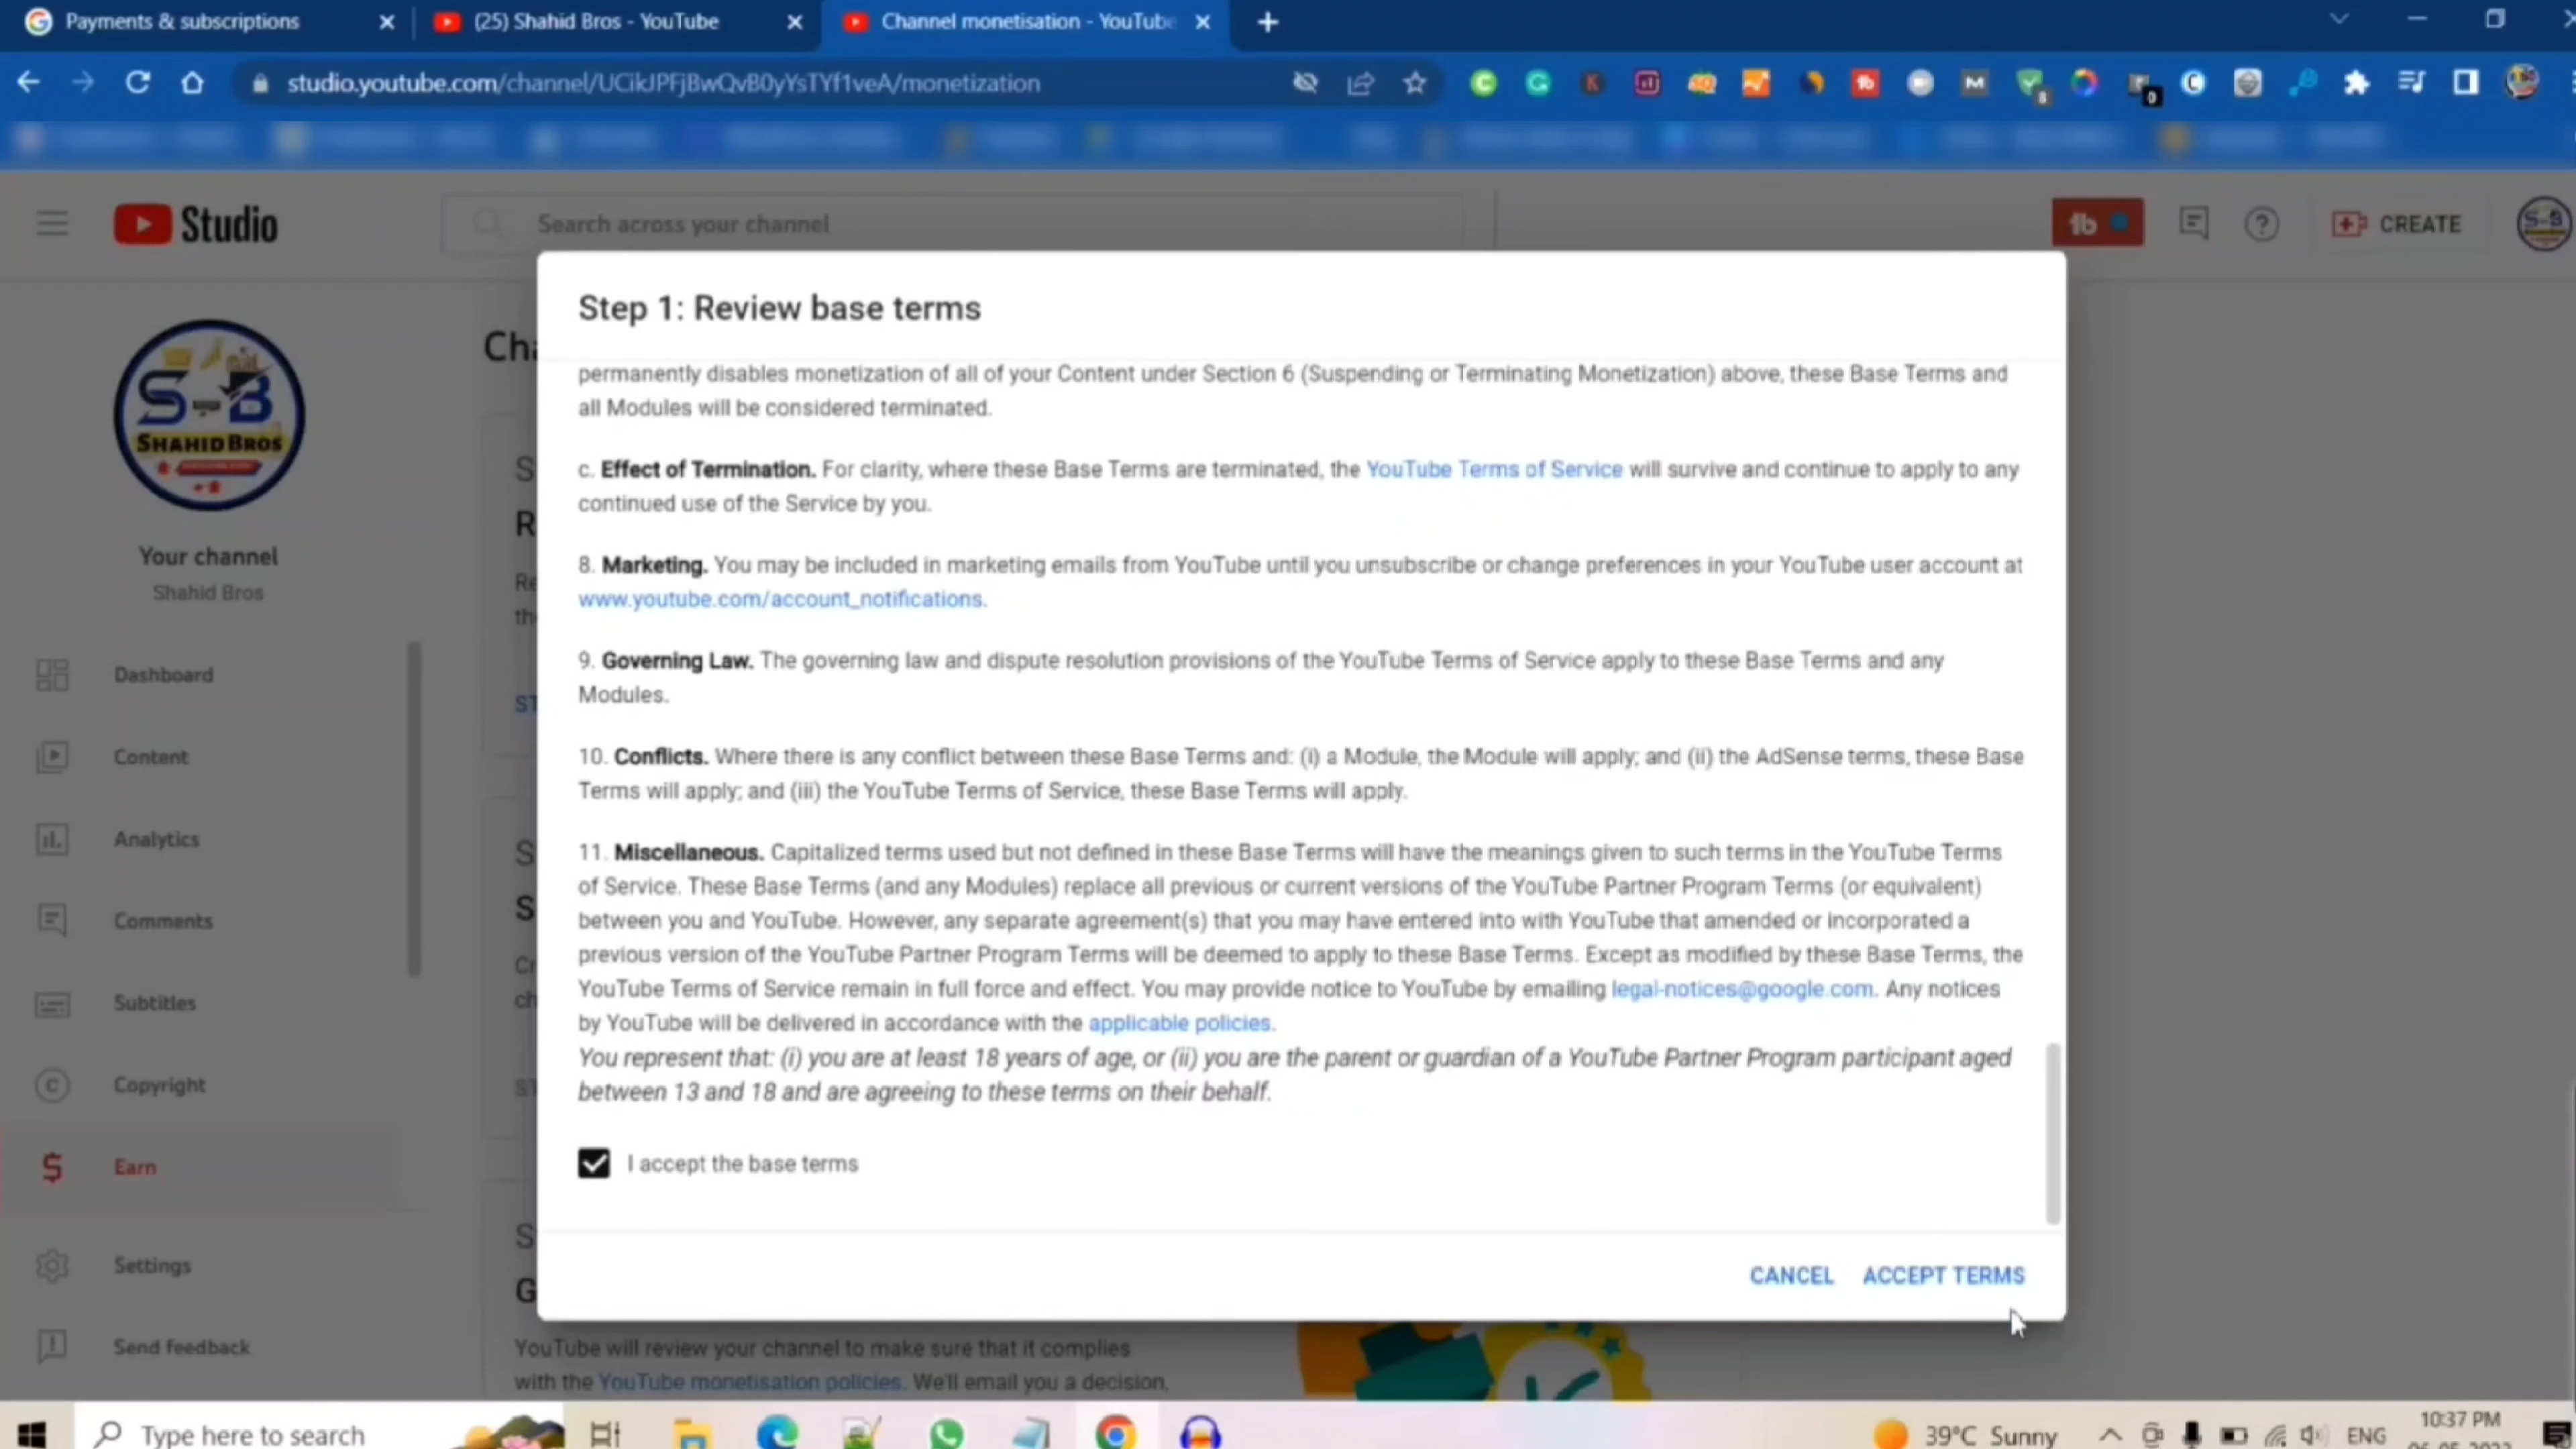 Payments & subscriptions
(25) Shahid Bros - YouTube
Channel monetisation - YouTube
studio.youtube.com/channel/UCikJPFjBwQvB0yYsTYf1veA/monetization
Studio
Search across your channel
CREATE
S-B
SHAHID BROS
Your channel
Shahid Bros
Dashboard
Content
Analytics
Comments
Subtitles
Copyright
Earn
Settings
Send feedback
Step 1: Review base terms
permanently disables monetization of all of your Content under Section 6 (Suspending or Terminating Monetization) above, these Base Terms and
all Modules will be considered terminated.
c. Effect of Termination. For clarity, where these Base Terms are terminated, the YouTube Terms of Service will survive and continue to apply to any
continued use of the Service by you.
8. Marketing. You may be included in marketing emails from YouTube until you unsubscribe or change preferences in your YouTube user account at
www.youtube.com/account_notifications.
9. Governing Law. The governing law and dispute resolution provisions of the YouTube Terms of Service apply to these Base Terms and any
Modules.
10. Conflicts. Where there is any conflict between these Base Terms and: (i) a Module, the Module will apply; and (ii) the AdSense terms, these Base
Terms will apply; and (iii) the YouTube Terms of Service, these Base Terms will apply.
11. Miscellaneous. Capitalized terms used but not defined in these Base Terms will have the meanings given to such terms in the YouTube Terms
of Service. These Base Terms (and any Modules) replace all previous or current versions of the YouTube Partner Program Terms (or equivalent)
between you and YouTube. However, any separate agreement(s) that you may have entered into with YouTube that amended or incorporated a
previous version of the YouTube Partner Program Terms will be deemed to apply to these Base Terms. Except as modified by these Base Terms, the
YouTube Terms of Service remain in full force and effect. You may provide notice to YouTube by emailing legal-notices@google.com. Any notices
by YouTube will be delivered in accordance with the applicable policies.
You represent that: (i) you are at least 18 years of age, or (ii) you are the parent or guardian of a YouTube Partner Program participant aged
between 13 and 18 and are agreeing to these terms on their behalf.
I accept the base terms
CANCEL ACCEPT TERMS
YouTube will review your channel to make sure that it complies
with the YouTube monetisation policies. We'll email you a decision,
Type here to search
39°C Sunny
ENG
10:37 PM